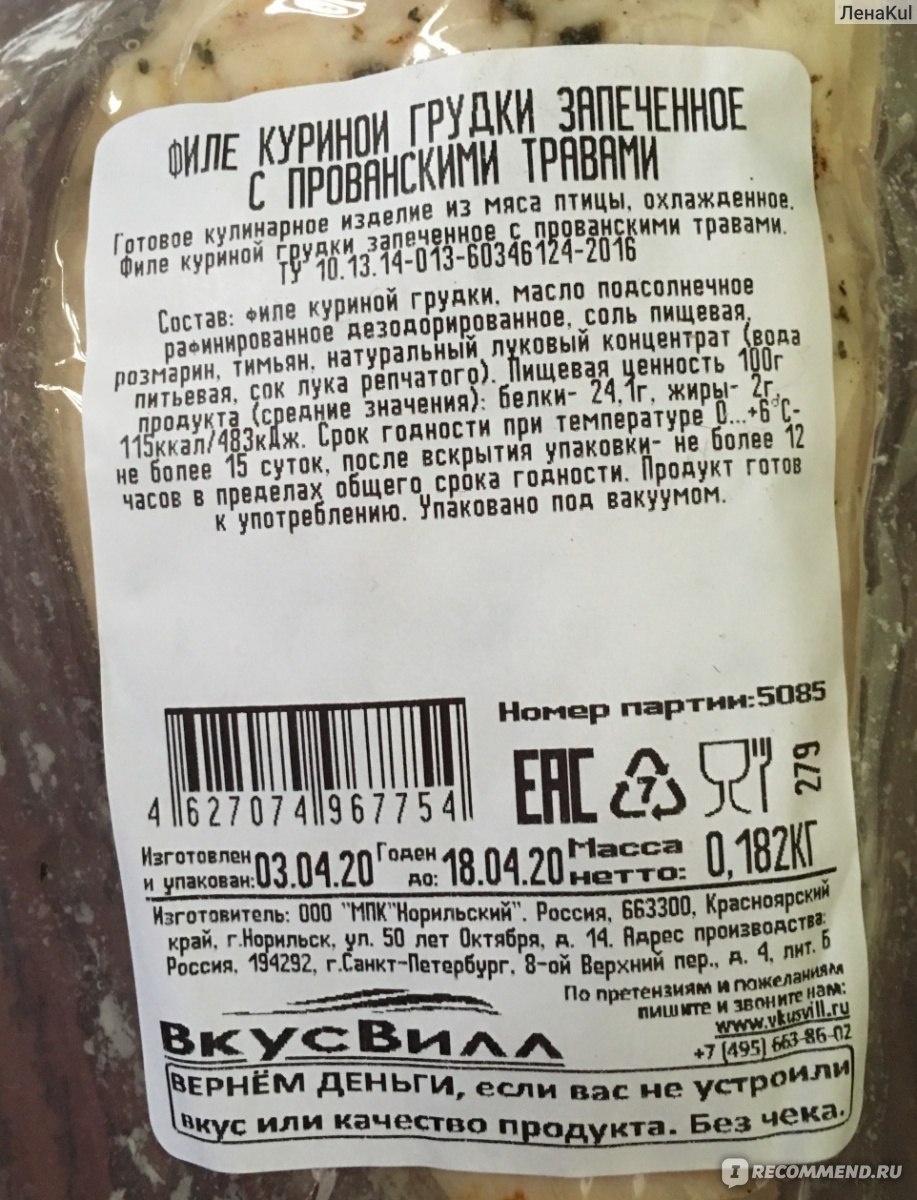 ЛенаKul
ФИЛЕ КУРИНОЙ ГРУДКИ ЗАПЕЧЕННОЕ
С ПРОВАНСКИМИ ТРАВАМИ
Готовое кулинарное изделие из мяса птицы, охлажденное.
Филе куриной грудки запеченное с прованскими травами.
ТУ 10.13.14-013-60346124-2016
Состав: филе куриной грудки, масло подсолнечное
рафинированное дезодорированное, соль пищевая,
розмарин, тимьян, натуральный луковый концентрат (вода
питьевая, сок лука репчатого). Пищевая ценность 100г
продукта (средние значения): белки- 24,1г, жиры- 2г,
115ккал/483кДж. Срок годности при температуре 0...+6°С-
не более 15 суток, после вскрытия упаковки- не более 12
часов в пределах общего срока годности. Продукт готов
к употреблению. Упаковано под вакуумом.
Номер партии:5085
4 627074 967754
ЕАС 7 279
Изготовлен и упакован: 03.04.20 Годен до: 18.04.20 Масса нетто: 0,182КГ
Изготовитель: ООО "МПК"Норильский". Россия, 663300, Красноярский
край, г.Норильск, ул. 50 лет Октября, д. 14. Адрес производства:
Россия, 194292, г.Санкт-Петербург, 8-ой Верхний пер., д. 4, лит. Б
По претензиям и пожеланиям
пишите и звоните нам:
www.vkusvill.ru
+7 (495) 663-86-02
ВкусВилл
ВЕРНЁМ ДЕНЬГИ, если вас не устроили
вкус или качество продукта. Без чека.
I RECOMMEND.RU